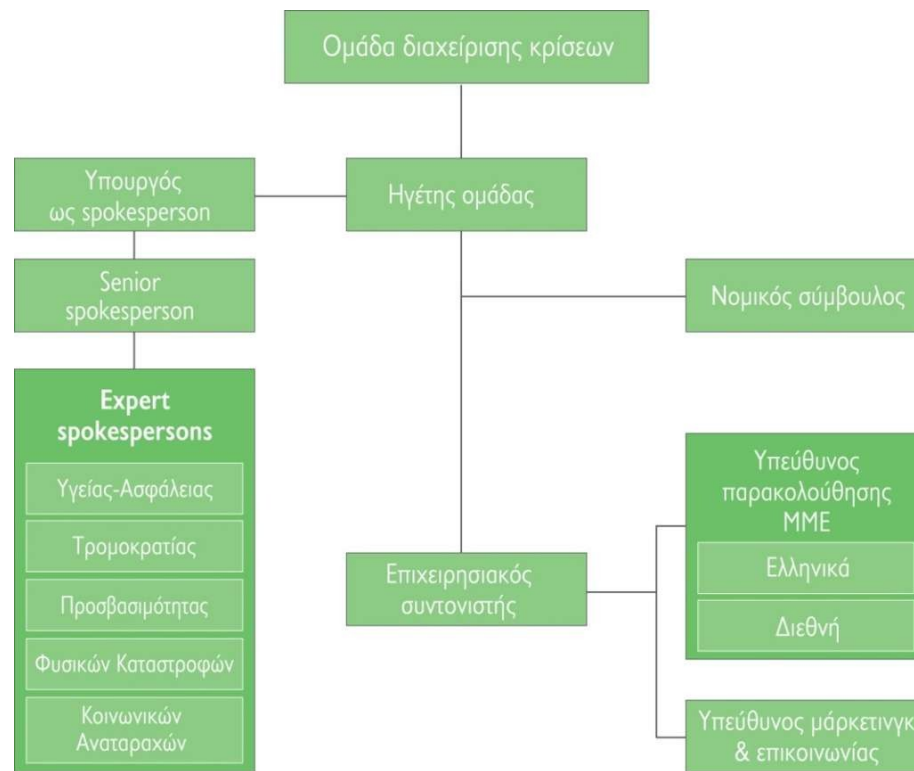 Ομάδα διαχείρισης κρίσεων
Υπουργός
ως spokesperson
Ηγέτης ομάδας
Senior
spokesperson
Νομικός σύμβουλος
Expert
spokespersons
Υγείας-Ασφάλειας
Τρομοκρατίας
Προσβασιμότητας
Φυσικών Καταστροφών
Κοινωνικών
Αναταραχών
Επιχειρησιακός
συντονιστής
Υπεύθυνος
παρακολούθησης
ΜΜΕ
Ελληνικά
Διεθνή
Υπεύθυνος μάρκετινγκ
& επικοινωνίας